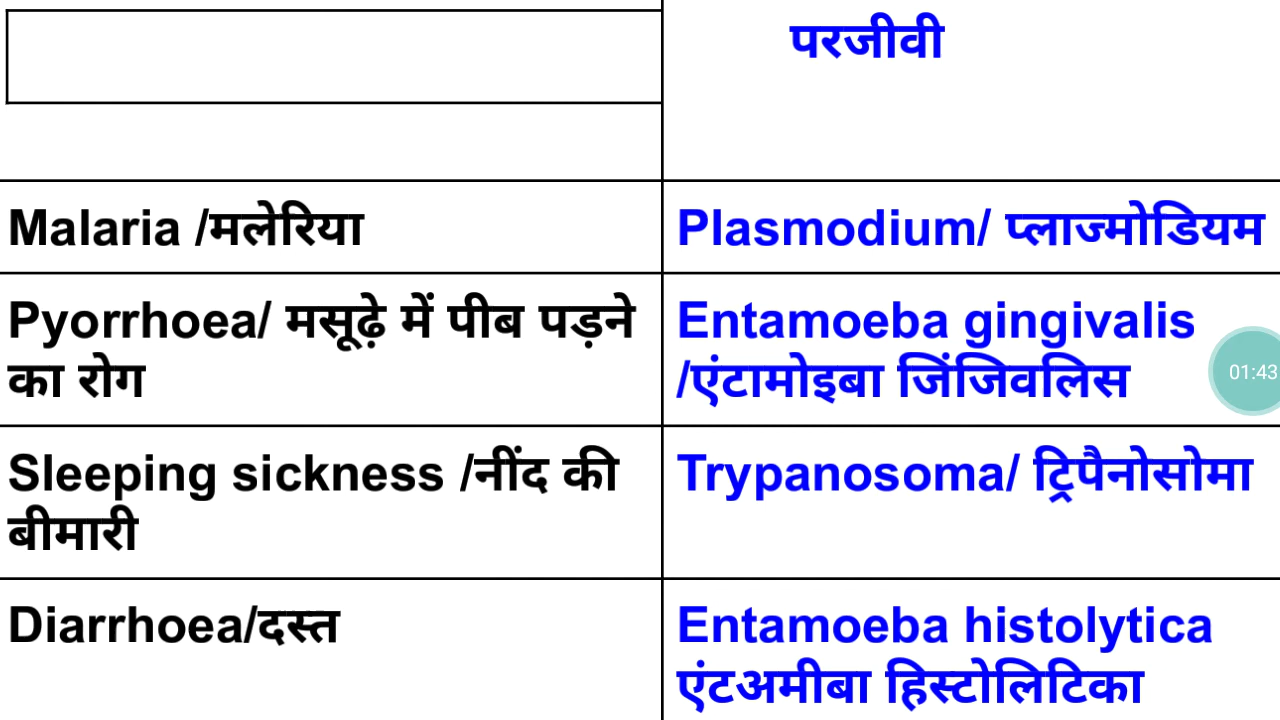 परजीवी
Malaria /मलेरिया
Plasmodium/ प्लाज्मोडियम
Pyorrhoea/ मसूढ़े में पीब पड़ने
का रोग
Entamoeba gingivalis
/एंटामोइबा जिंजिवलिस
01:43
Sleeping sickness /नींद की
बीमारी
Trypanosoma/ ट्रिपैनोसोमा
Diarrhoea/दस्त
Entamoeba histolytica
एंटअमीबा हिस्टोलिटिका